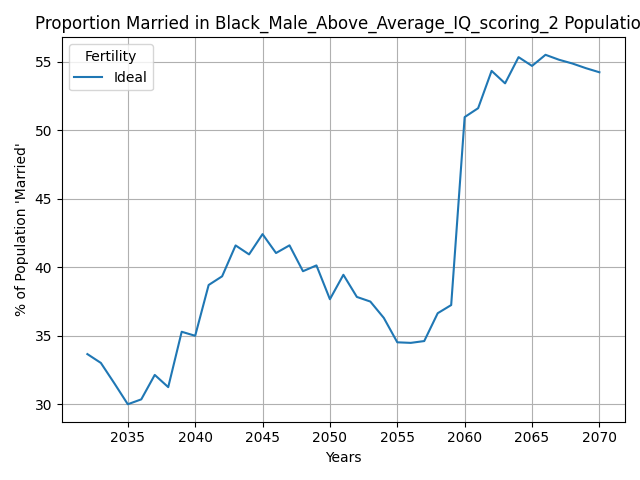 Proportion Married in Black_Male_Above_Average_IQ_scoring_2 Populatio
Fertility
Ideal
% of Population 'Married'
55
50
45
40
35
30
2035 2040 2045 2050 2055 2060 2065 2070
Years